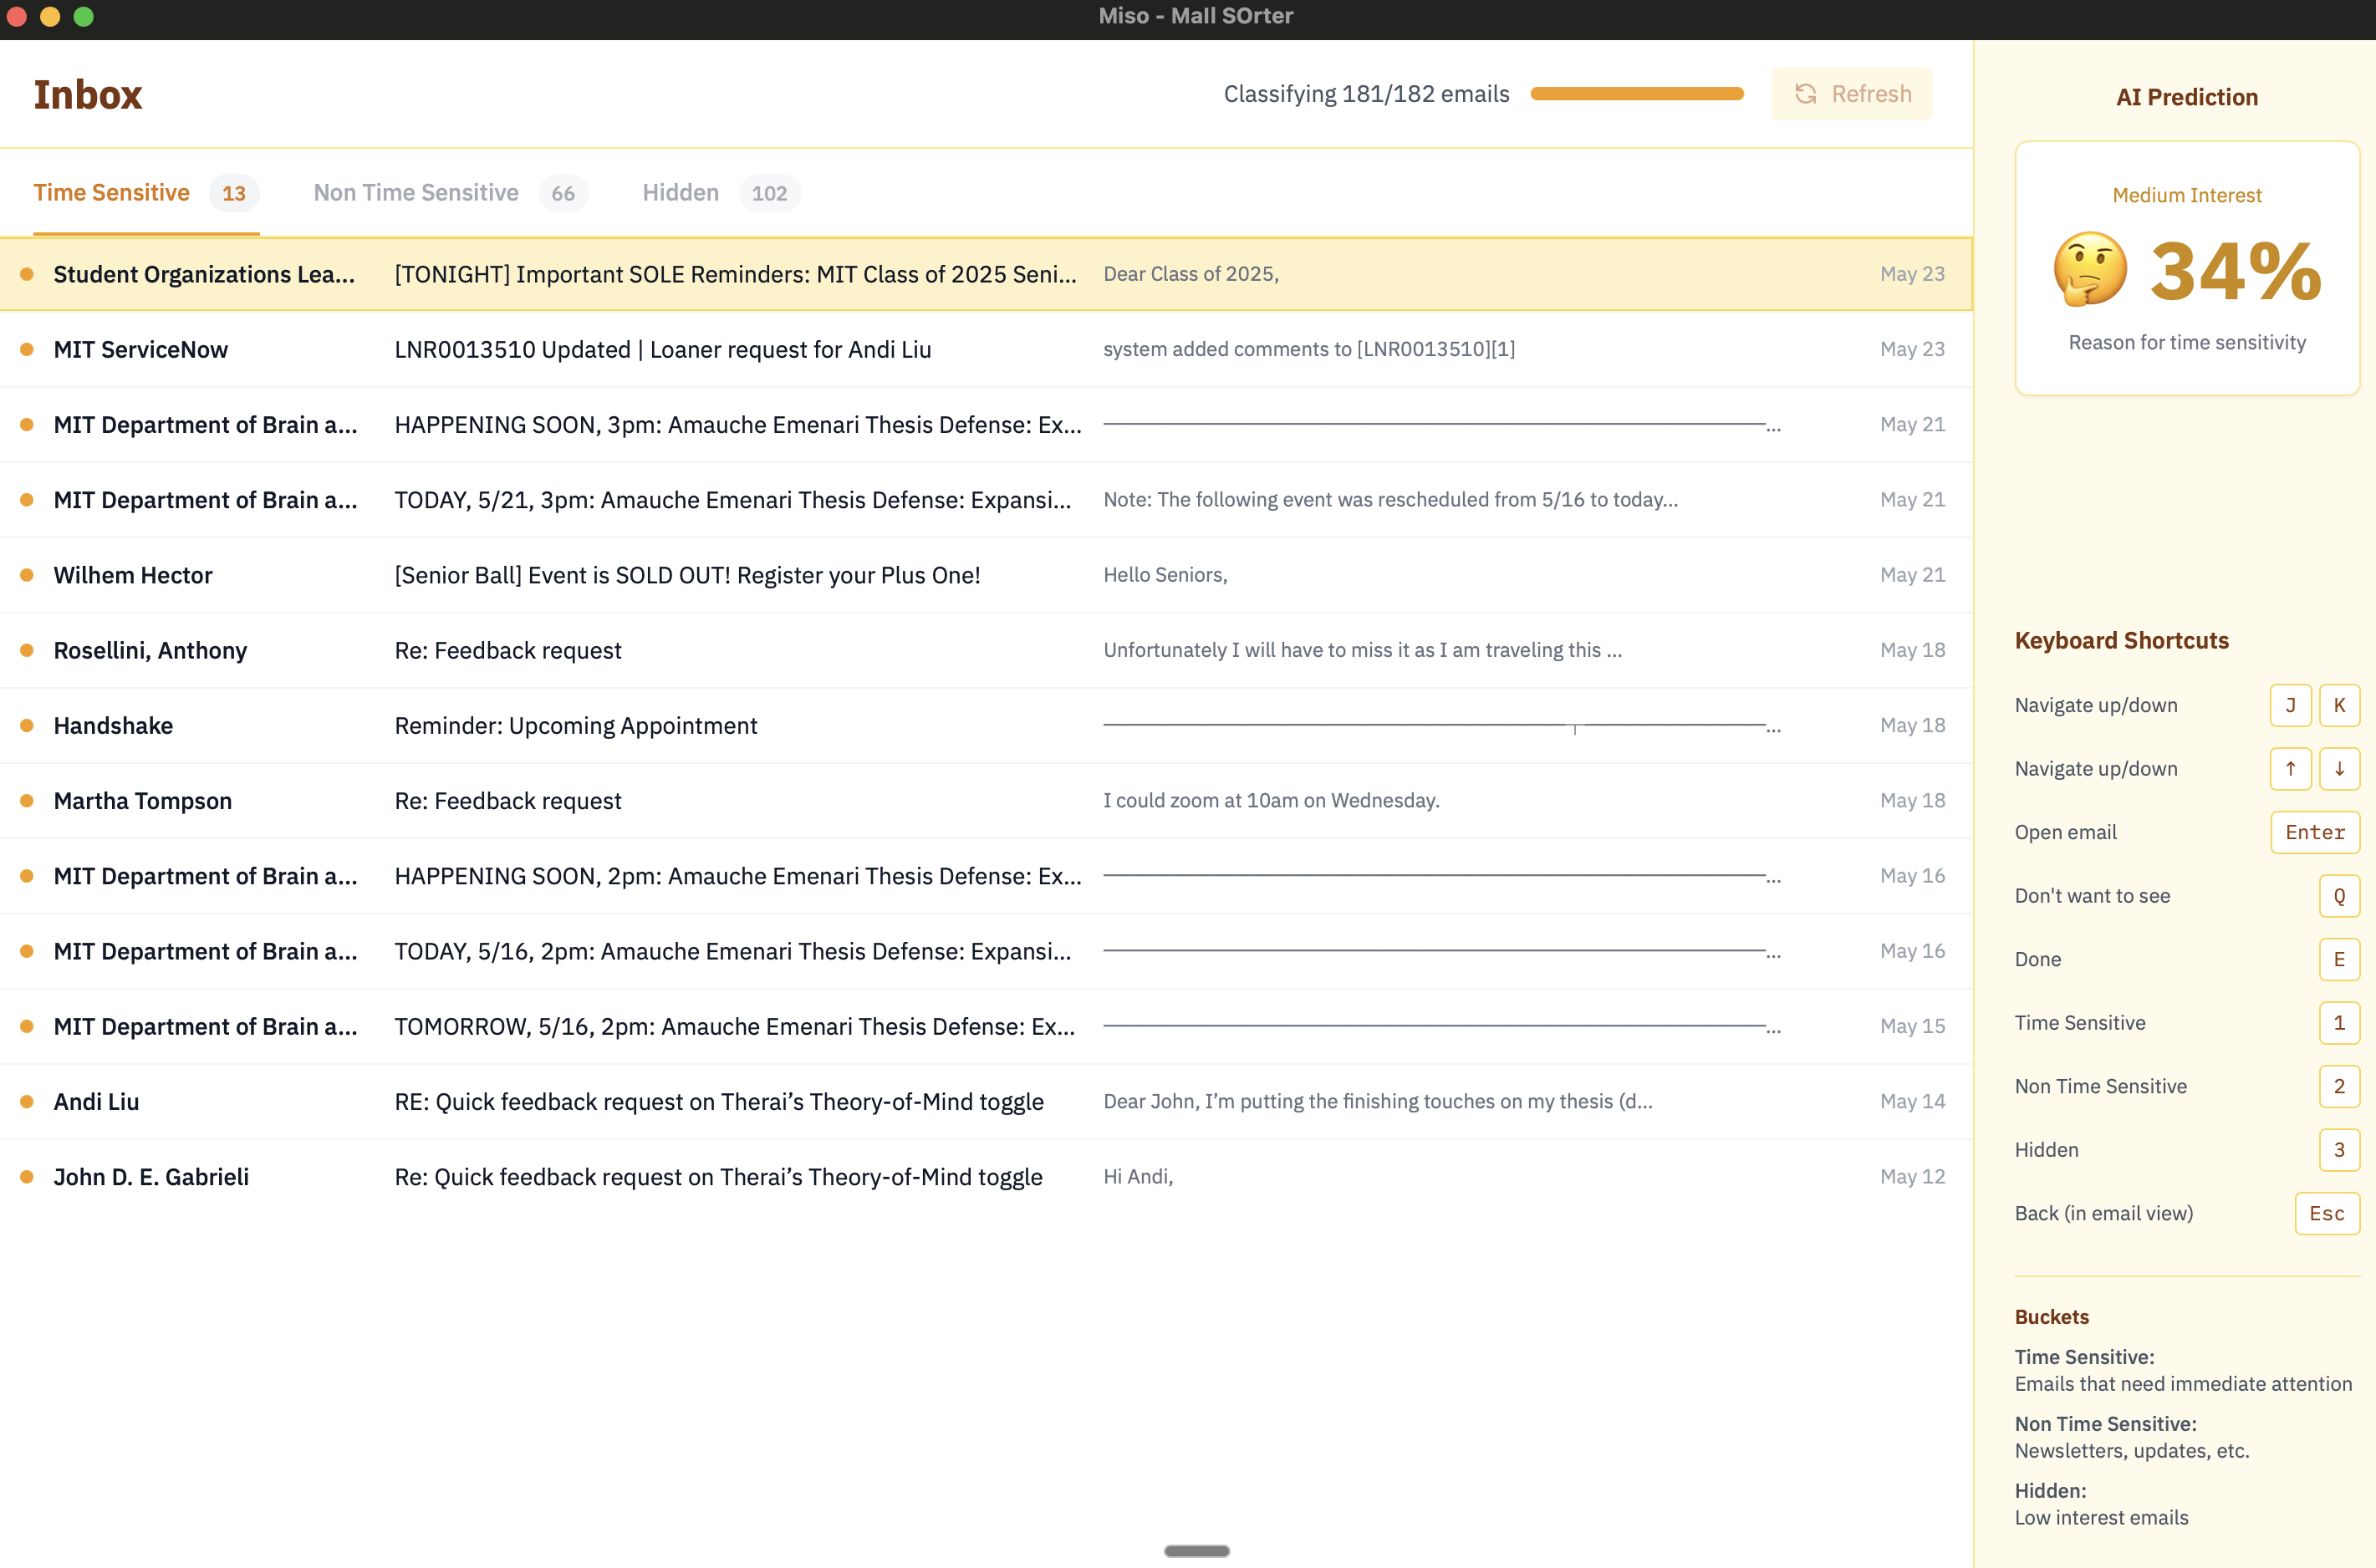 Miso - MaIl SOrter
Inbox
Classifying 181/182 emails
Refresh
Time Sensitive 13
Non Time Sensitive 66
Hidden 102
Student Organizations Lea... [TONIGHT] Important SOLE Reminders: MIT Class of 2025 Seni... Dear Class of 2025, May 23
MIT ServiceNow LNR0013510 Updated | Loaner request for Andi Liu system added comments to [LNR0013510][1] May 23
MIT Department of Brain a... HAPPENING SOON, 3pm: Amauche Emenari Thesis Defense: Ex... ... May 21
MIT Department of Brain a... TODAY, 5/21, 3pm: Amauche Emenari Thesis Defense: Expansi... Note: The following event was rescheduled from 5/16 to today... May 21
Wilhem Hector [Senior Ball] Event is SOLD OUT! Register your Plus One! Hello Seniors, May 21
Rosellini, Anthony Re: Feedback request Unfortunately I will have to miss it as I am traveling this ... May 18
Handshake Reminder: Upcoming Appointment ... May 18
Martha Tompson Re: Feedback request I could zoom at 10am on Wednesday. May 18
MIT Department of Brain a... HAPPENING SOON, 2pm: Amauche Emenari Thesis Defense: Ex... ... May 16
MIT Department of Brain a... TODAY, 5/16, 2pm: Amauche Emenari Thesis Defense: Expansi... ... May 16
MIT Department of Brain a... TOMORROW, 5/16, 2pm: Amauche Emenari Thesis Defense: Ex... ... May 15
Andi Liu RE: Quick feedback request on Therai’s Theory-of-Mind toggle Dear John, I’m putting the finishing touches on my thesis (d... May 14
John D. E. Gabrieli Re: Quick feedback request on Therai’s Theory-of-Mind toggle Hi Andi, May 12
AI Prediction
Medium Interest
🤔 34%
Reason for time sensitivity
Keyboard Shortcuts
Navigate up/down J K
Navigate up/down ↑ ↓
Open email Enter
Don't want to see Q
Done E
Time Sensitive 1
Non Time Sensitive 2
Hidden 3
Back (in email view) Esc
Buckets
Time Sensitive:
Emails that need immediate attention
Non Time Sensitive:
Newsletters, updates, etc.
Hidden:
Low interest emails